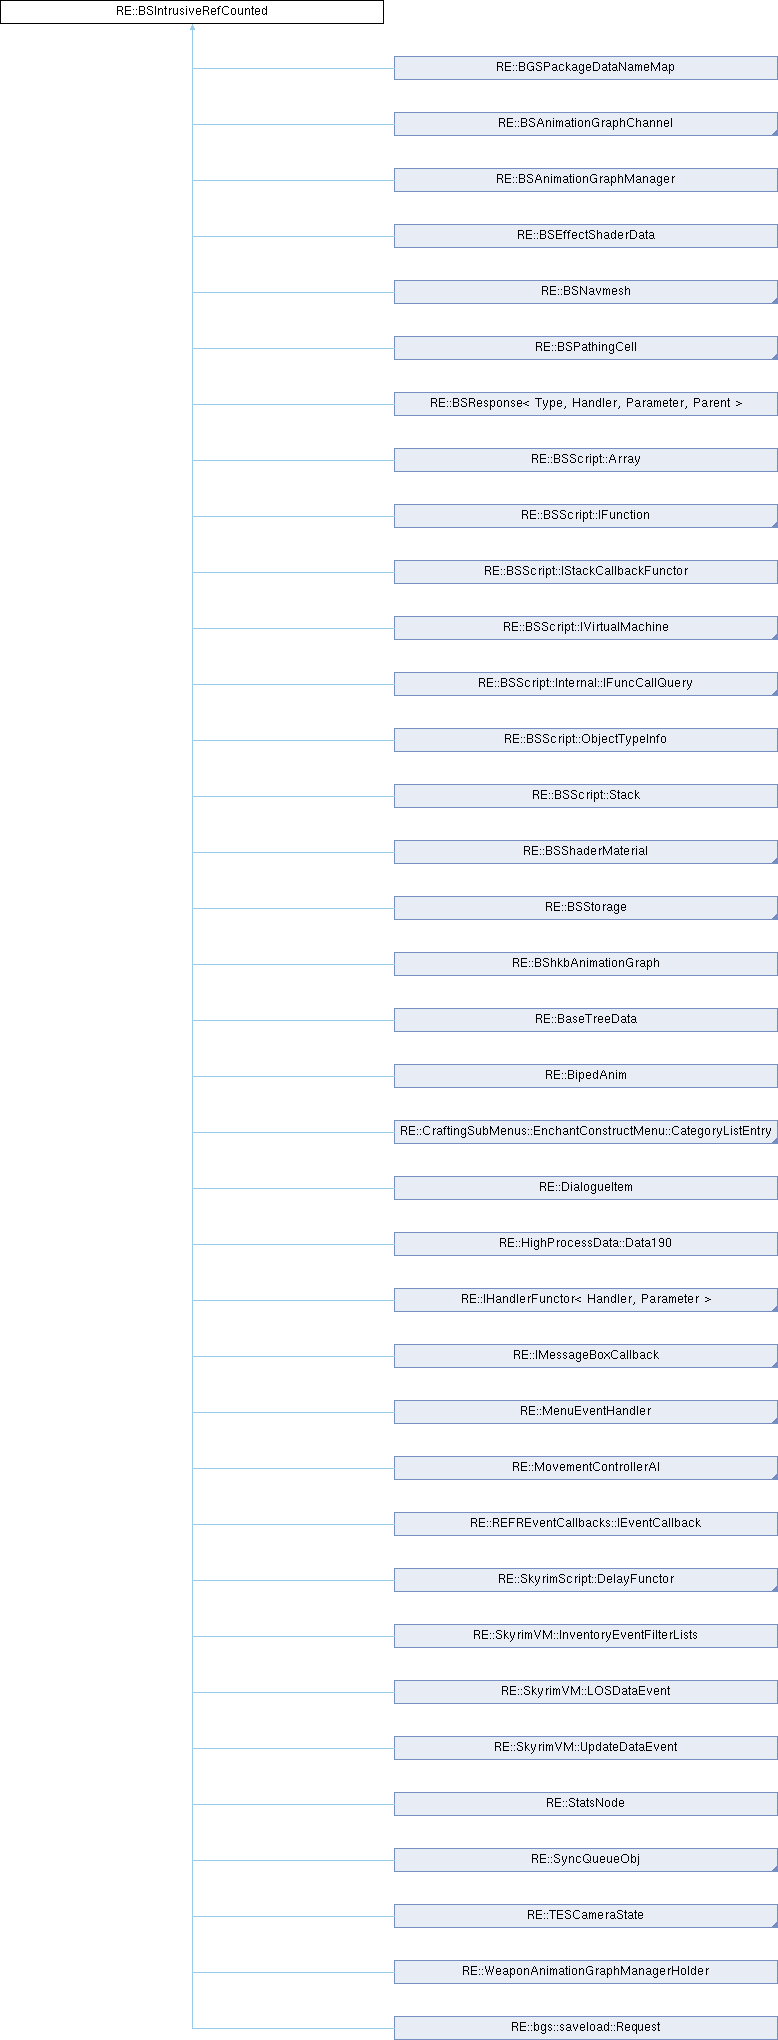 RE::BSIntrusiveRefCounted
RE::BGSPackageDataNameMap
RE::BSAnimationGraphChannel
RE::BSAnimationGraphManager
RE::BSEffectShaderData
RE::BSNavmesh
RE::BSPathingCell
RE::BSResponse< Type, Handler, Parameter, Parent >
RE::BSScript::Array
RE::BSScript::IFunction
RE::BSScript::IStackCallbackFunctor
RE::BSScript::IVirtualMachine
RE::BSScript::Internal::IFuncCallQuery
RE::BSScript::ObjectTypeInfo
RE::BSScript::Stack
RE::BSShaderMaterial
RE::BSStorage
RE::BShkbAnimationGraph
RE::BaseTreeData
RE::BipedAnim
RE::CraftingSubMenus::EnchantConstructMenu::CategoryListEntry
RE::DialogueItem
RE::HighProcessData::Data190
RE::IHandlerFunctor< Handler, Parameter >
RE::IMessageBoxCallback
RE::MenuEventHandler
RE::MovementControllerAI
RE::REFREventCallbacks::IEventCallback
RE::SkyrimScript::DelayFunctor
RE::SkyrimVM::InventoryEventFilterLists
RE::SkyrimVM::LOSDataEvent
RE::SkyrimVM::UpdateDataEvent
RE::StatsNode
RE::SyncQueueObj
RE::TESCameraState
RE::WeaponAnimationGraphManagerHolder
RE::bgs::saveload::Request